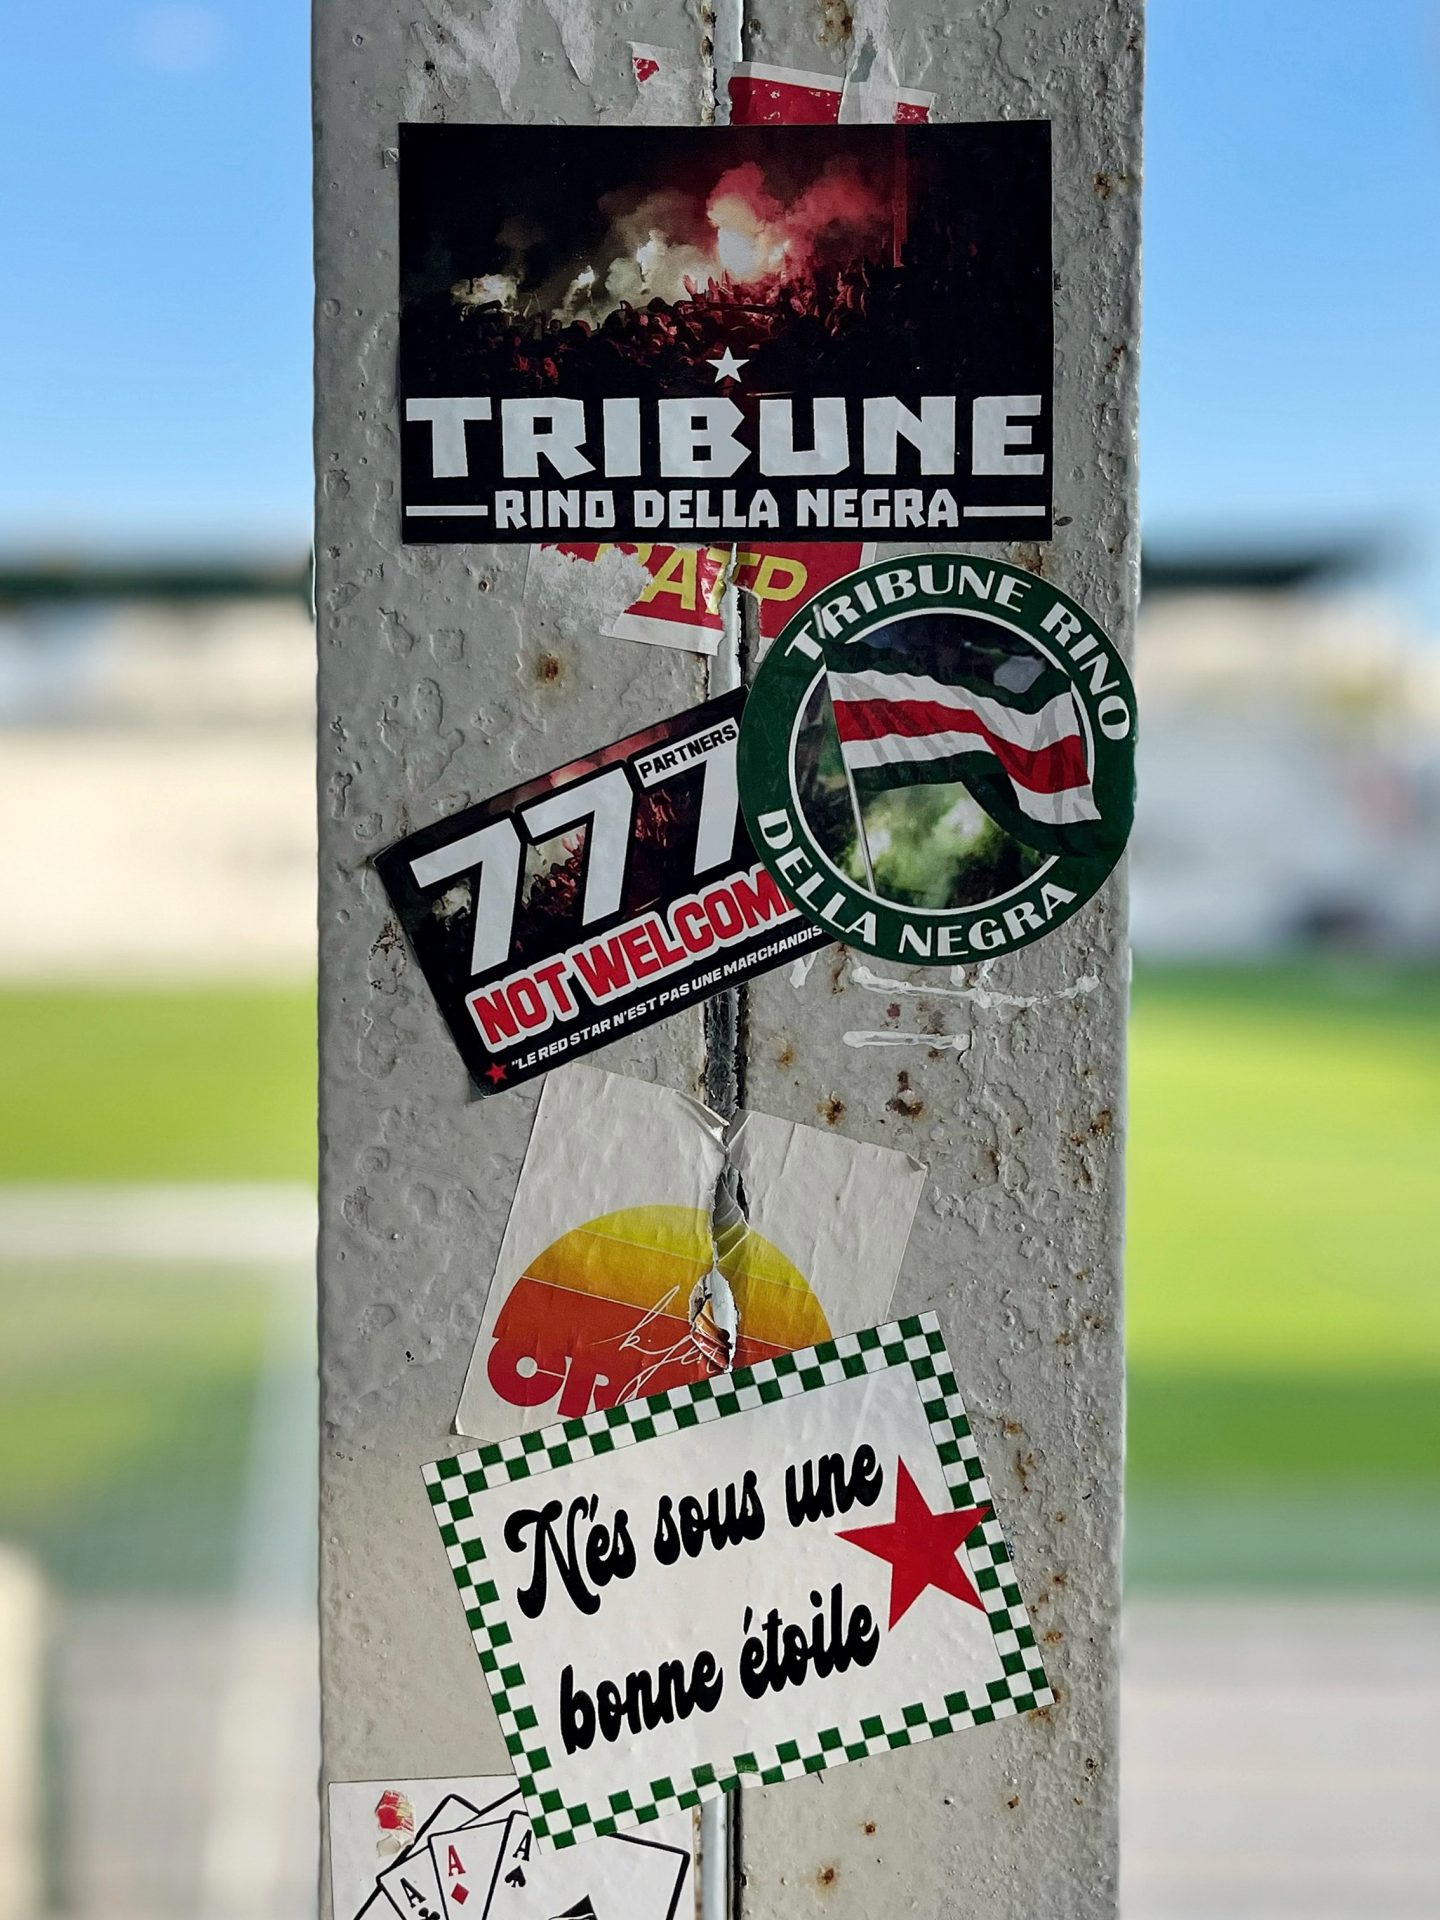 TRIBUNE
RINO DELLA NEGRA
TRIBUNE RINO
DELLA NEGRA
777
PARTNERS
NOT WELCOM
"LE RED STAR N'EST PAS UNE MARCHANDIS
Nés sous une
bonne étoile
A
A
A